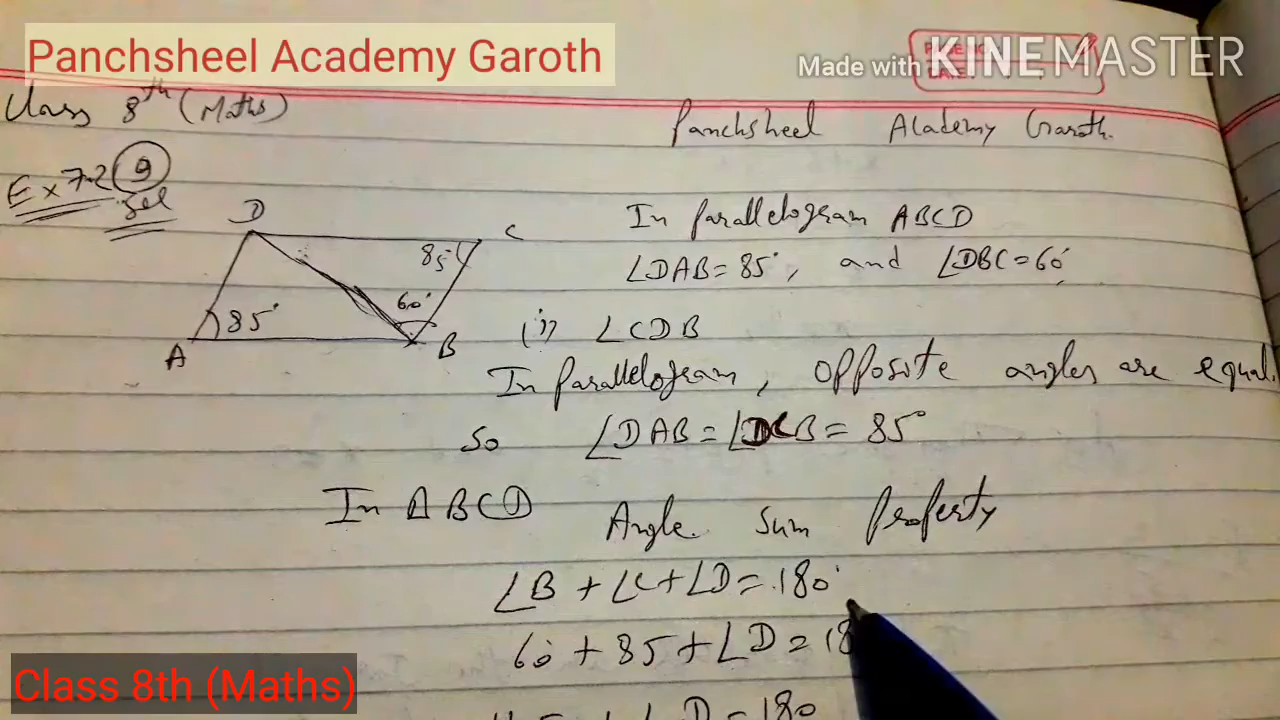 Panchsheel Academy Garoth
Made with KINEMASTER
Class 8th (Maths)
Panchsheel Academy Garoth.
Ex 7.2 (9)
Sol
D
C
85°
60°
85°
A
B
In parallelogram ABCD
∠DAB = 85°, and ∠DBC = 60°
(i) ∠CDB
In parallelogram, opposite angles are equal.
So ∠DAB = ∠DCB = 85°
In Δ BCD Angle Sum Property
∠B + ∠C + ∠D = 180°
60 + 85 + ∠D = 18
∠D = 180
Class 8th (Maths)